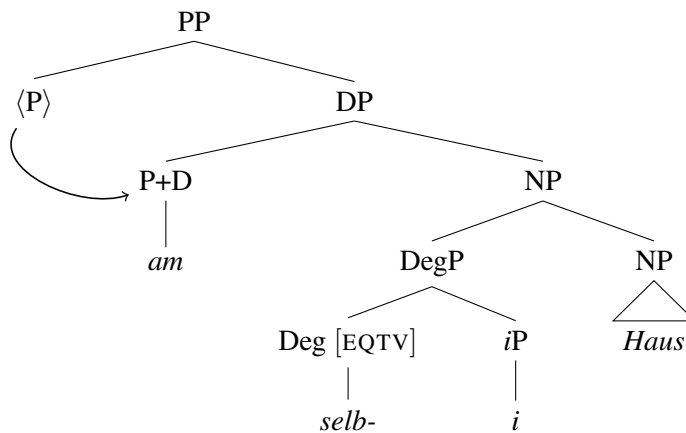 PP
⟨P⟩ DP
P+D NP
am DegP NP
Deg [EQTV] iP Haus
selb- i